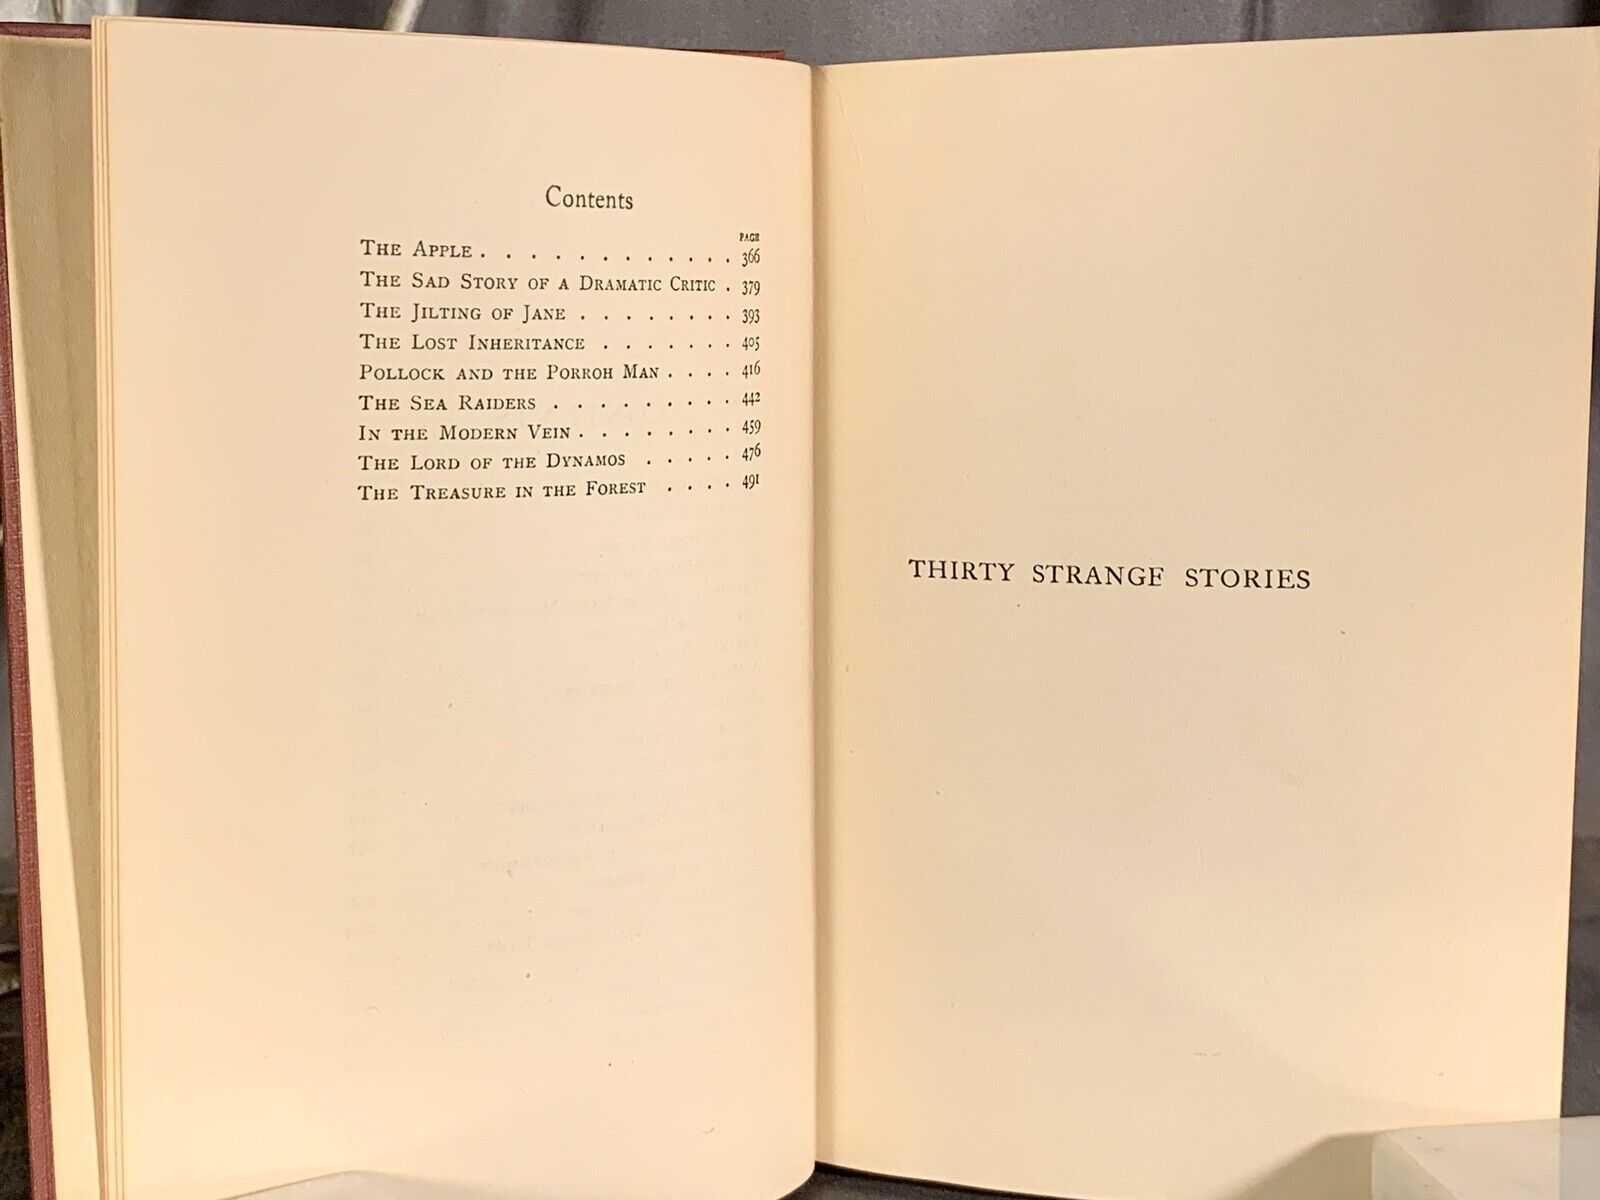 Contents
PAGE
THE APPLE . . . . . . . . . . . . 366
THE SAD STORY OF A DRAMATIC CRITIC . 379
THE JILTING OF JANE . . . . . . . . 393
THE LOST INHERITANCE . . . . . . . 405
POLLOCK AND THE PORROH MAN . . . . 416
THE SEA RAIDERS . . . . . . . . . 442
IN THE MODERN VEIN . . . . . . . . 459
THE LORD OF THE DYNAMOS . . . . . 476
THE TREASURE IN THE FOREST . . . . 491
THIRTY STRANGE STORIES